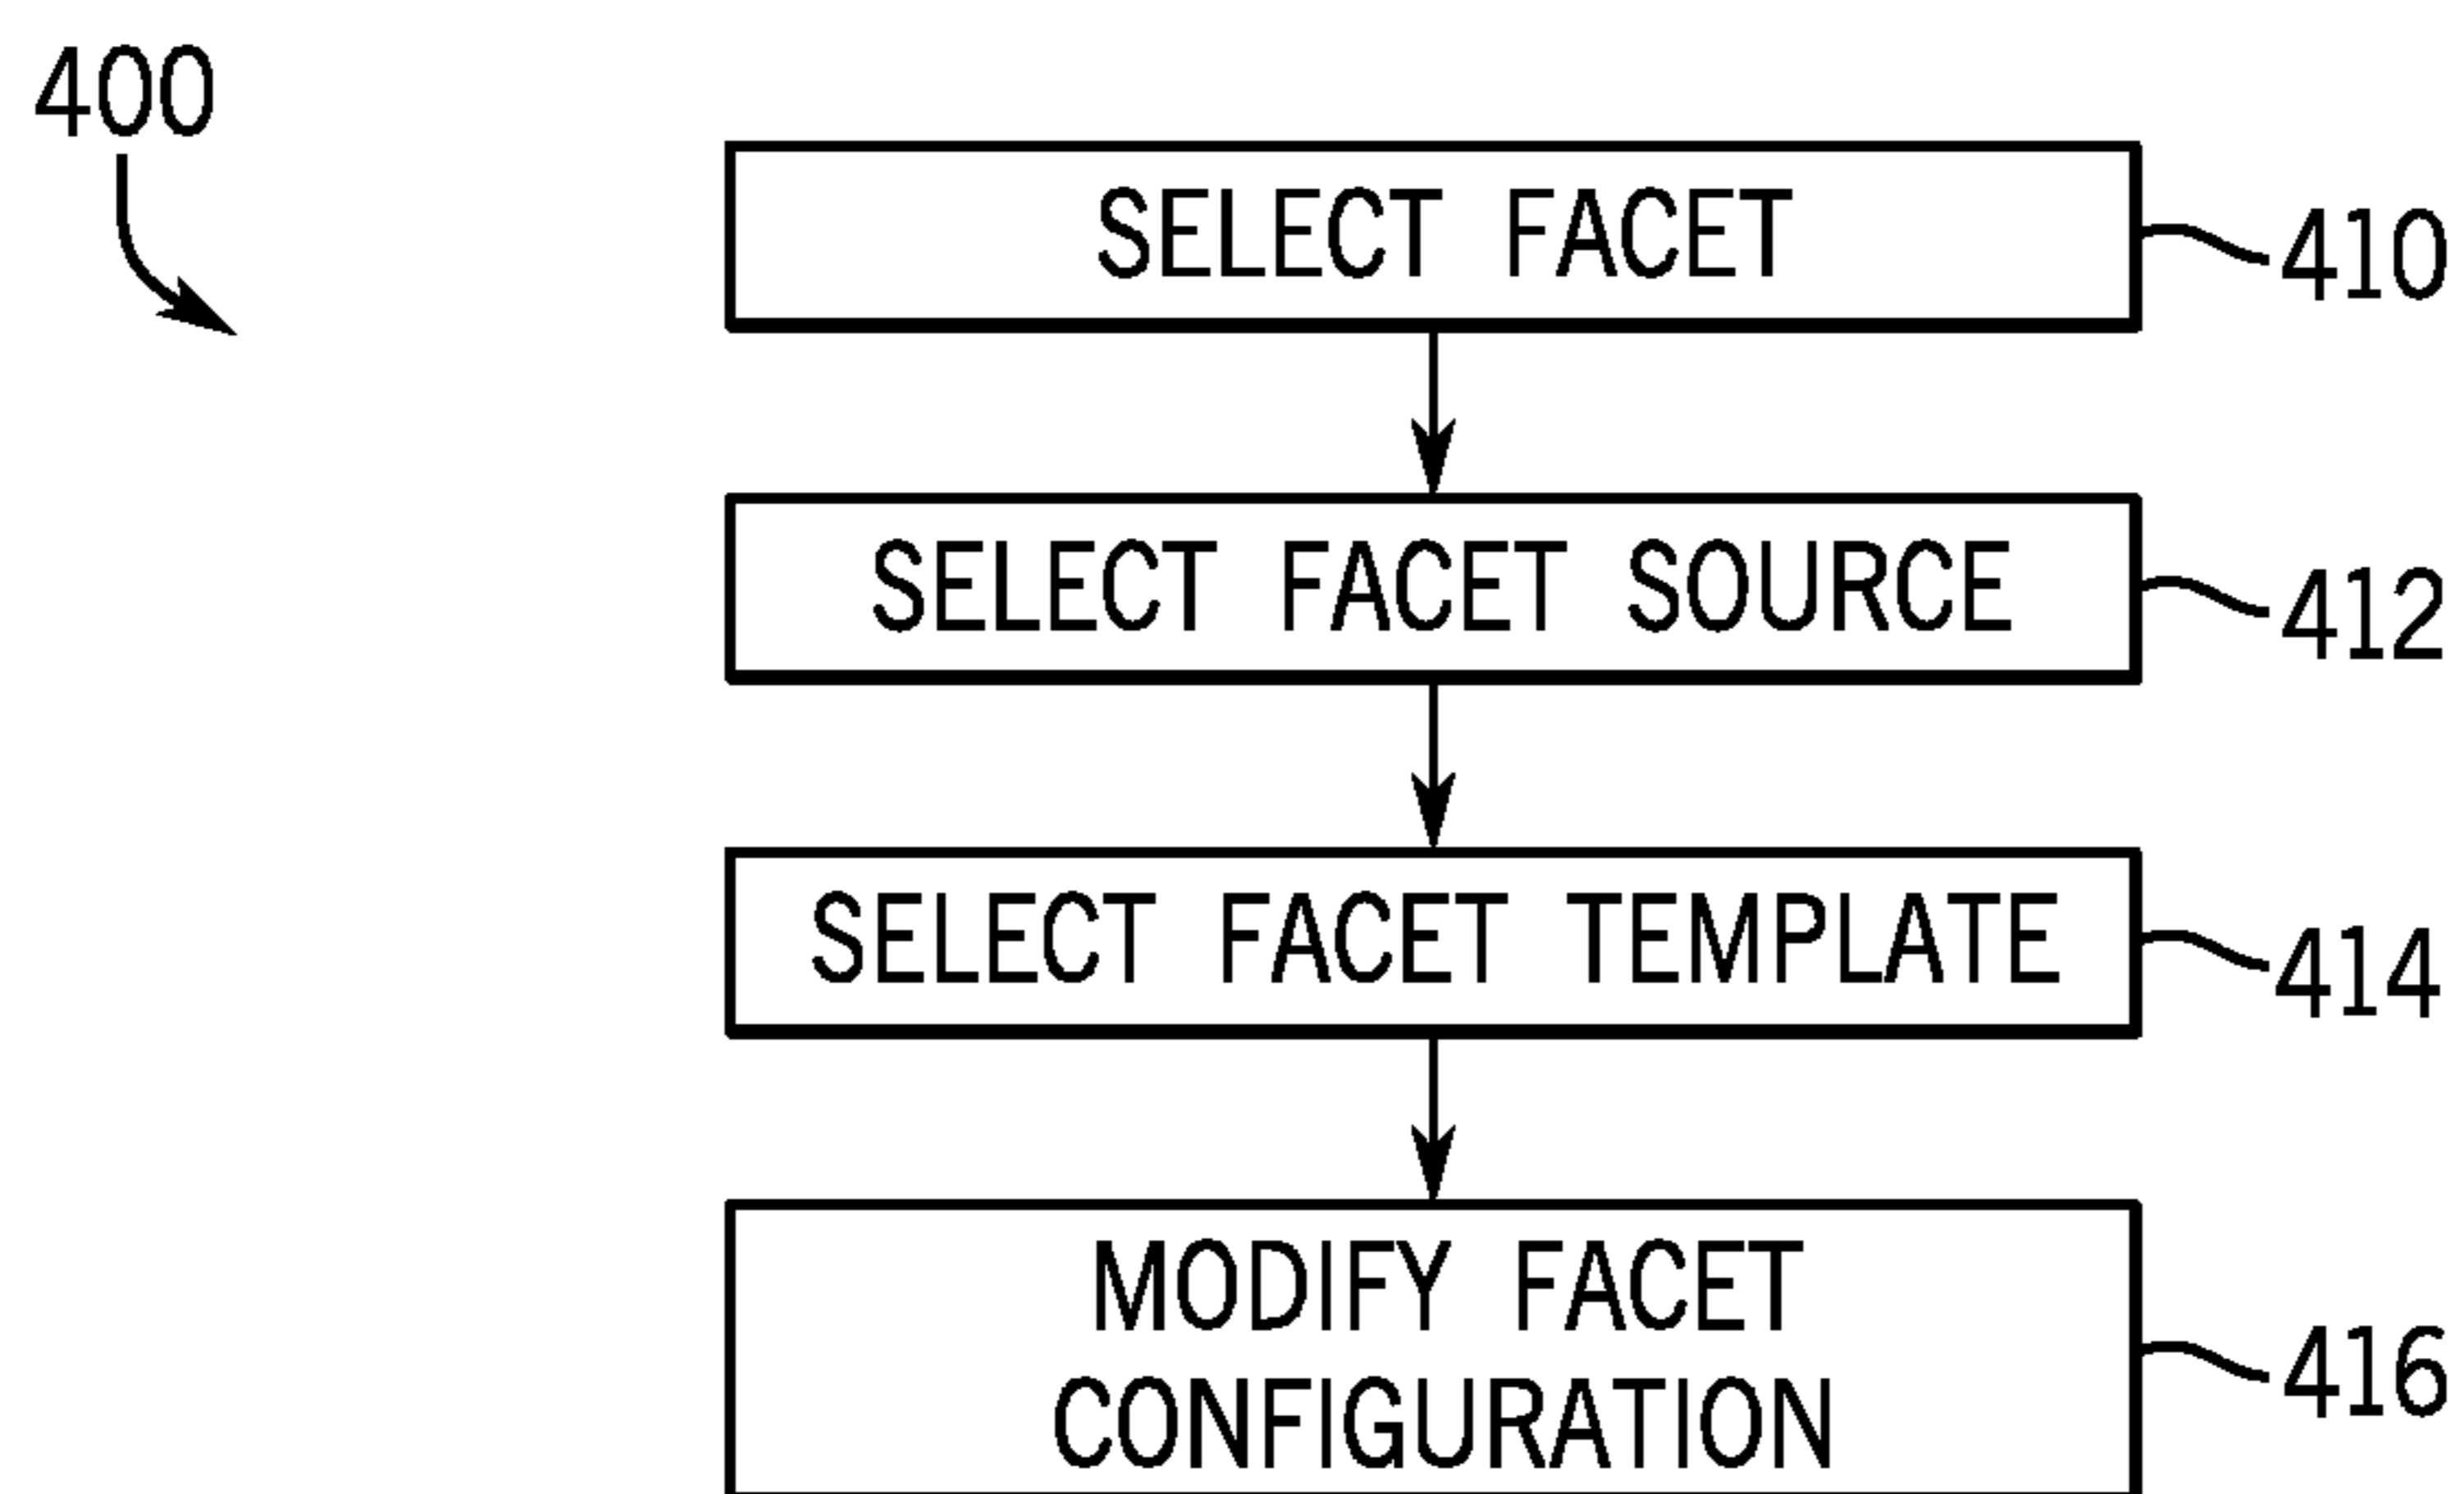 400
SELECT FACET
410
SELECT FACET SOURCE
412
SELECT FACET TEMPLATE
414
MODIFY FACET
CONFIGURATION
416